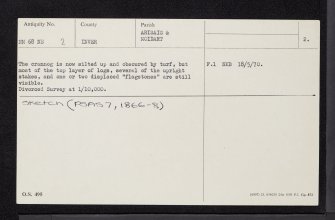 Antiquity No.
County
Parish
NM 68 NE 2
INVER
ARISAIG &
MOIDART
2.
The crannog is now silted up and obscured by turf, but
most of the top layer of logs, several of the upright
stakes, and one or two displaced "flagstones" are still
visible.
Divorced Survey at 1/10,000.
F.1 NKB 18/5/70.
Sketch (PSAS 7, 1866-8)
O.S. 495